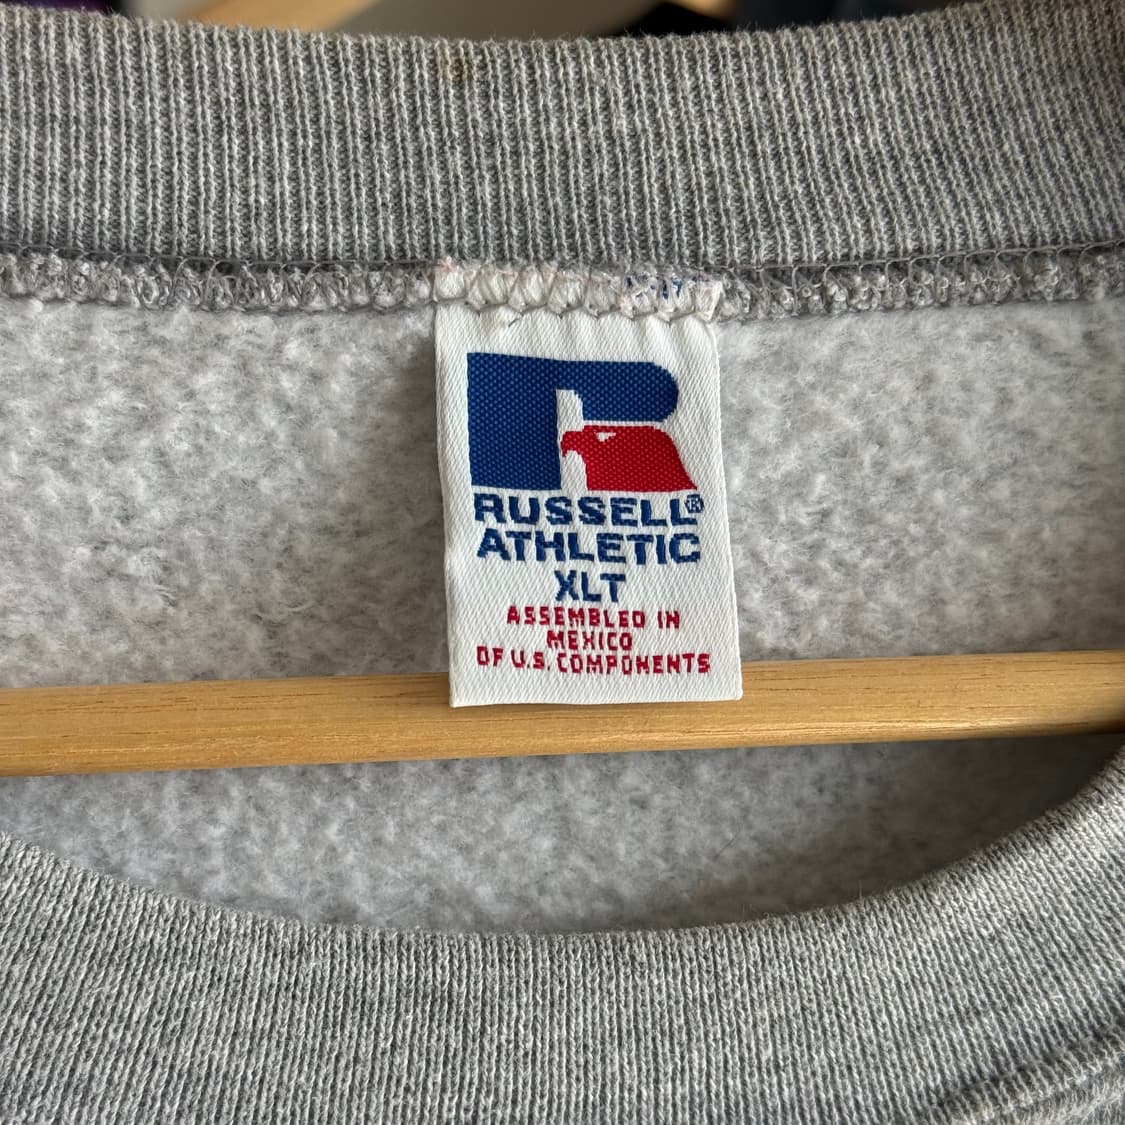 RUSSELL®
ATHLETIC
XLT
ASSEMBLED IN
MEXICO
OF U.S. COMPONENTS